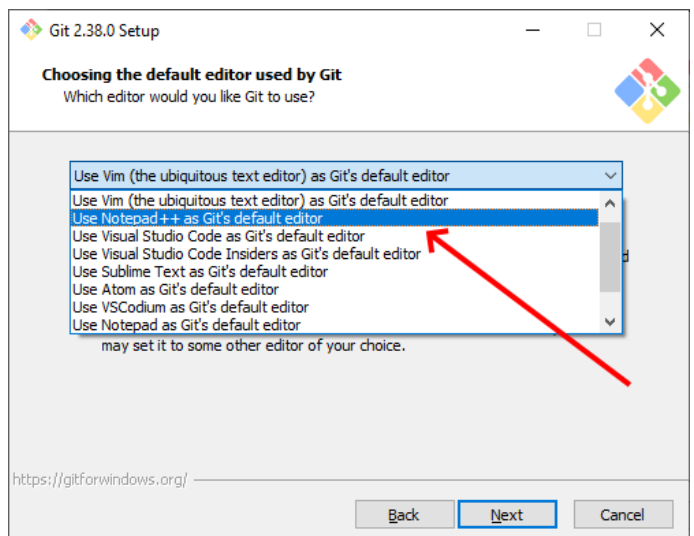 Git 2.38.0 Setup
Choosing the default editor used by Git
Which editor would you like Git to use?
Use Vim (the ubiquitous text editor) as Git's default editor
Use Vim (the ubiquitous text editor) as Git's default editor
Use Notepad++ as Git's default editor
Use Visual Studio Code as Git's default editor
Use Visual Studio Code Insiders as Git's default editor
Use Sublime Text as Git's default editor
Use Atom as Git's default editor
Use VSCodium as Git's default editor
Use Notepad as Git's default editor
may set it to some other editor of your choice.
https://gitforwindows.org/
Back Next Cancel